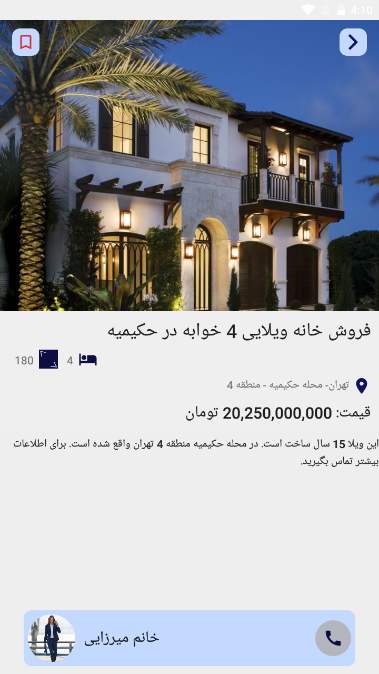 4:10
فروش خانه ویلایی 4 خوابه در حکیمیه
4 180
تهران- محله حکیمیه - منطقه 4
قیمت: 20,250,000,000 تومان
این ویلا 15 سال ساخت است. در محله حکیمیه منطقه 4 تهران واقع شده است. برای اطلاعات
بیشتر تماس بگیرید.
خانم میرزایی